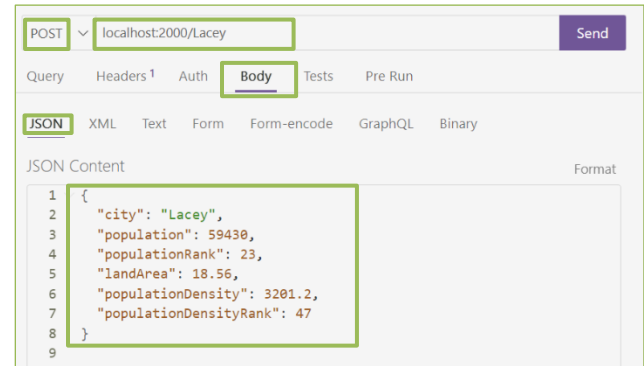 POST localhost:2000/Lacey Send
Query Headers 1 Auth Body Tests Pre Run
JSON XML Text Form Form-encode GraphQL Binary
JSON Content Format
1 {
2 "city": "Lacey",
3 "population": 59430,
4 "populationRank": 23,
5 "landArea": 18.56,
6 "populationDensity": 3201.2,
7 "populationDensityRank": 47
8 }
9